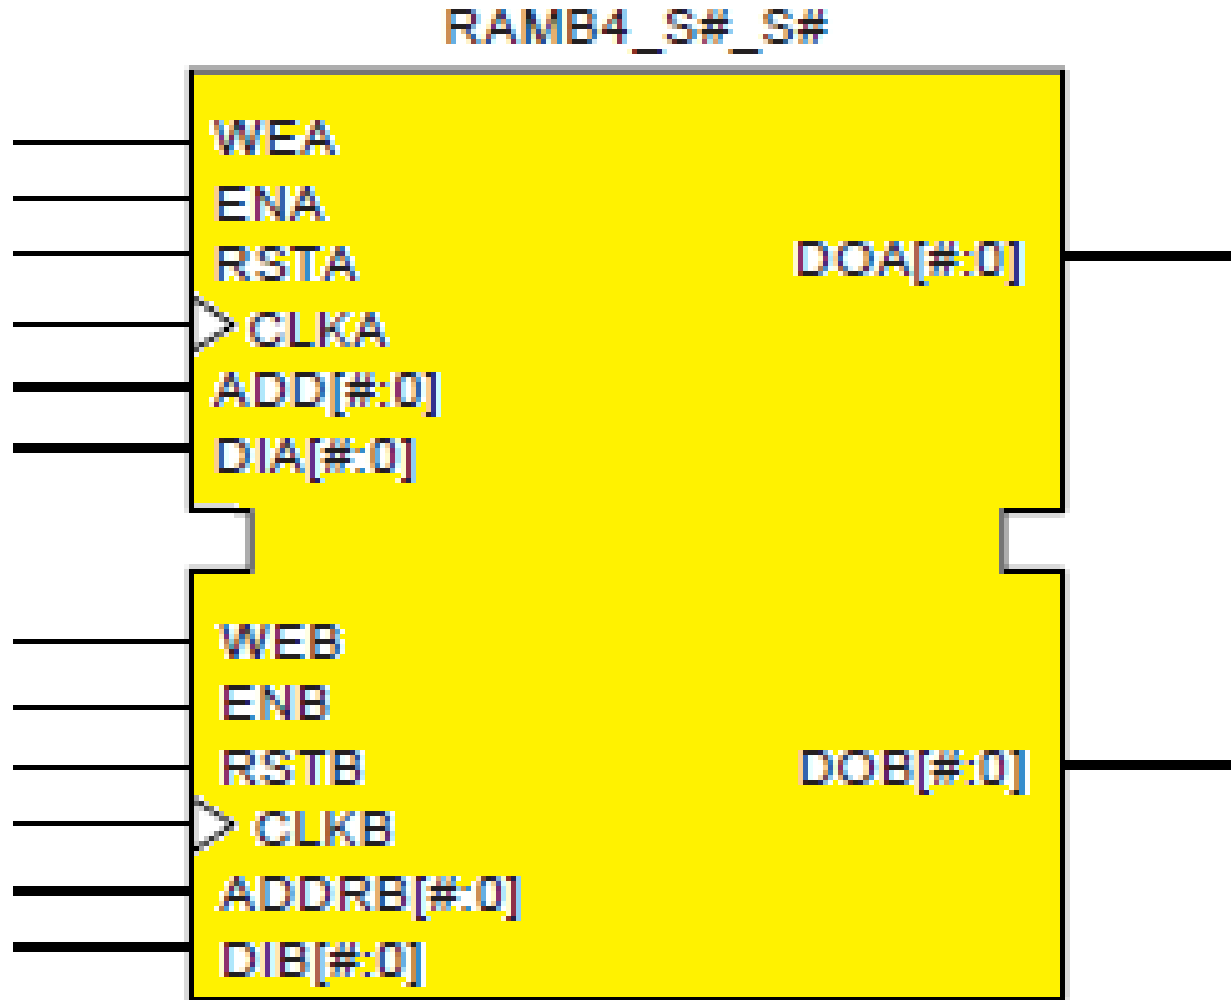 RAMB4_S#_S#
WEA
ENA
RSTA
DOA[#:0]
CLKA
ADD[#:0]
DIA[#:0]
WEB
ENB
RSTB
DOB[#:0]
CLKB
ADDRB[#:0]
DIB[#:0]